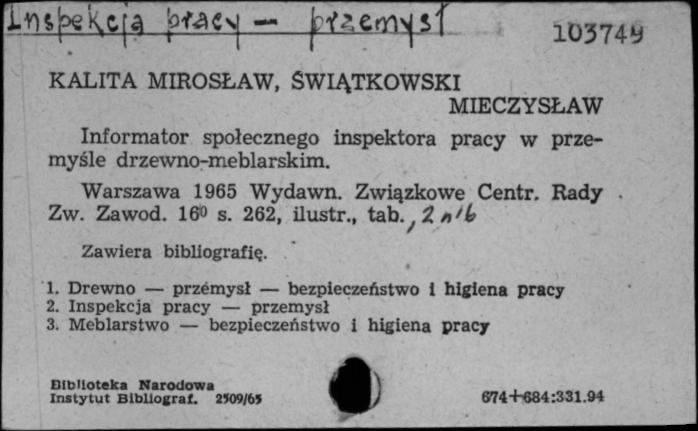 Inspekcja pracy — przemysł
103749
KALITA MIROSŁAW, ŚWIĄTKOWSKI
MIECZYSŁAW
Informator społecznego inspektora pracy w prze-
myśle drzewno-meblarskim.
Warszawa 1965 Wydawn. Związkowe Centr. Rady
Zw. Zawod. 16⁰ s. 262, ilustr., tab., 2 nlb
Zawiera bibliografię.
1. Drewno — przemysł — bezpieczeństwo i higiena pracy
2. Inspekcja pracy — przemysł
3. Meblarstwo — bezpieczeństwo i higiena pracy
Biblioteka Narodowa
Instytut Bibliograf. 2509/65
674+684:331.94